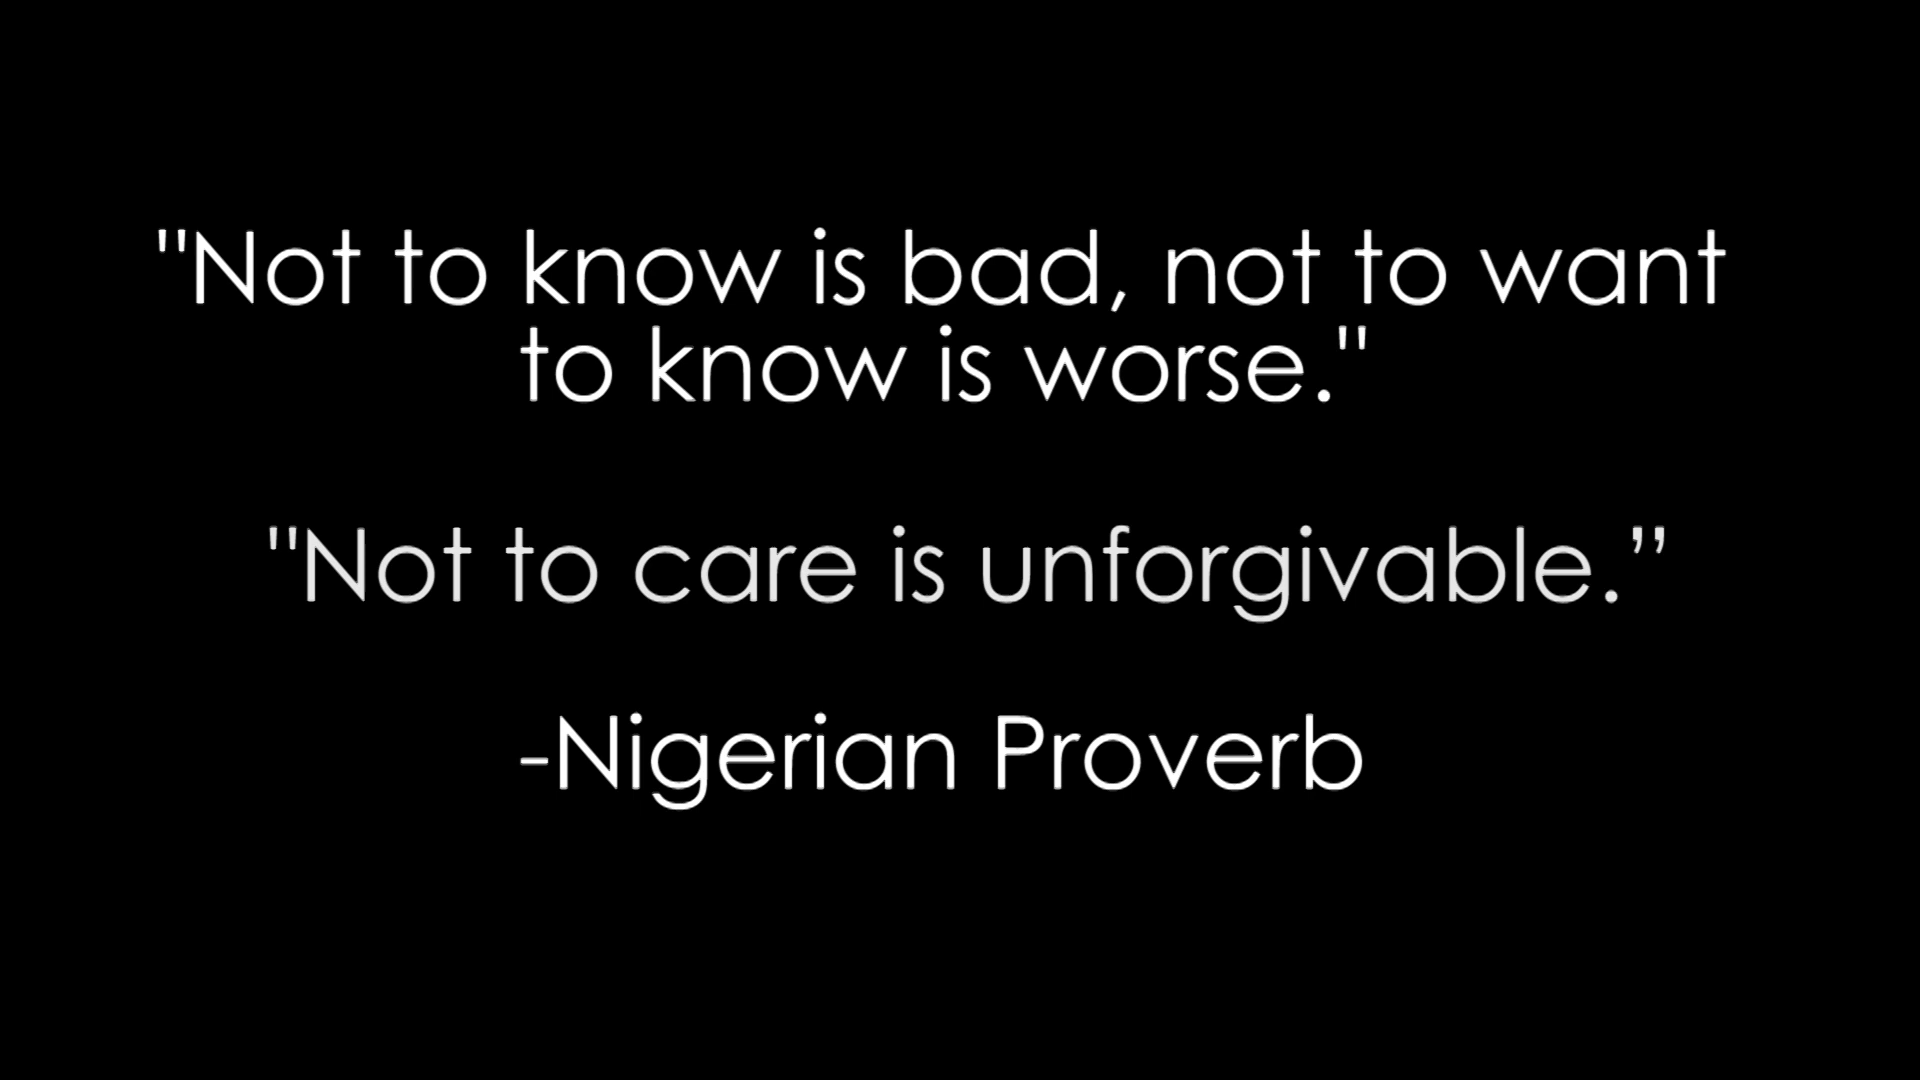 "Not to know is bad, not to want
to know is worse."
"Not to care is unforgivable.”
-Nigerian Proverb